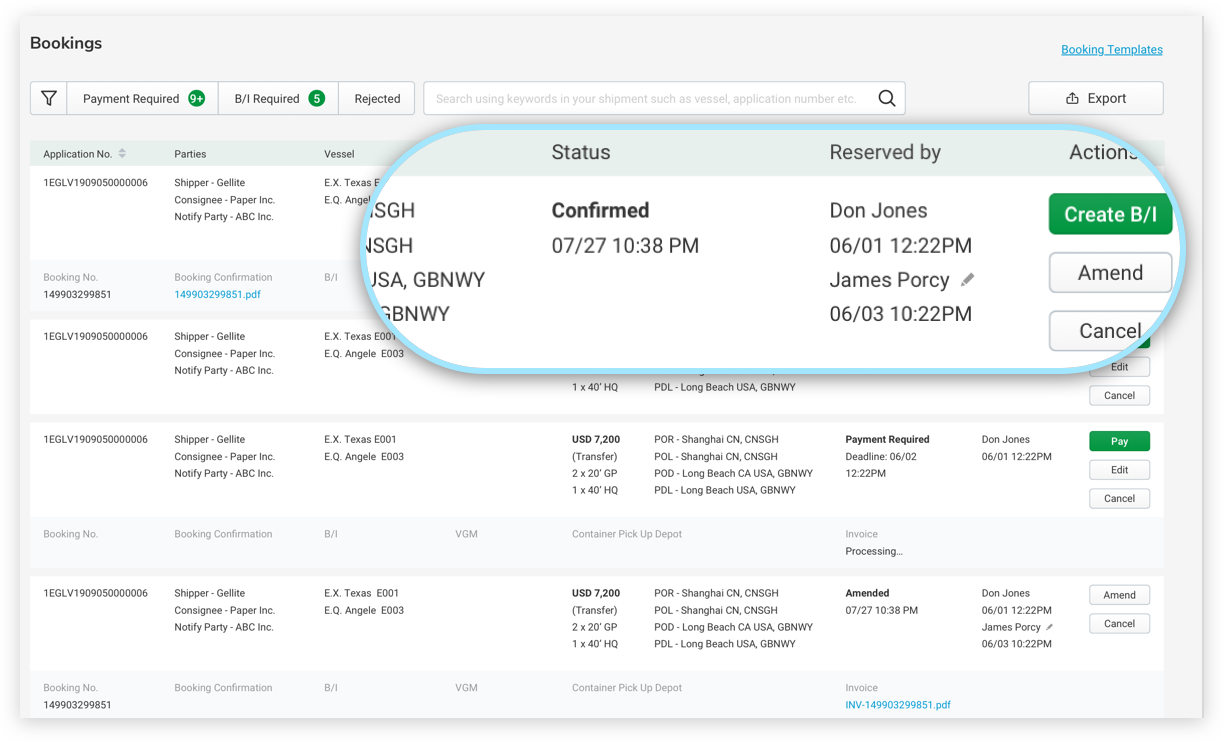 Bookings
Booking Templates
Payment Required 9+ B/I Required 5 Rejected Search using keywords in your shipment such as vessel, application number etc. Export
Application No. Parties Vessel Status Reserved by Actions
1EGLV1909050000006 Shipper - Gellite E.X. Texas Confirmed Don Jones Create B/I
Consignee - Paper Inc. E.Q. Angele 07/27 10:38 PM 06/01 12:22PM
Notify Party - ABC Inc. USA, GBNWY James Porcy Amend
GBNWY 06/03 10:22PM
Cancel
Booking No. Booking Confirmation B/I
149903299851 149903299851.pdf
1EGLV1909050000006 Shipper - Gellite E.X. Texas E001
Consignee - Paper Inc. E.Q. Angele E003
Notify Party - ABC Inc. Edit
1 x 40' HQ PDL - Long Beach USA, GBNWY
Cancel
1EGLV1909050000006 Shipper - Gellite E.X. Texas E001 USD 7,200 POR - Shanghai CN, CNSGH Payment Required Don Jones Pay
Consignee - Paper Inc. E.Q. Angele E003 (Transfer) POL - Shanghai CN, CNSGH Deadline: 06/02 06/01 12:22PM
Notify Party - ABC Inc. 2 x 20' GP POD - Long Beach CA USA, GBNWY 12:22PM Edit
1 x 40' HQ PDL - Long Beach USA, GBNWY
Cancel
Booking No. Booking Confirmation B/I VGM Container Pick Up Depot Invoice
Processing...
1EGLV1909050000006 Shipper - Gellite E.X. Texas E001 USD 7,200 POR - Shanghai CN, CNSGH Amended Don Jones Amend
Consignee - Paper Inc. E.Q. Angele E003 (Transfer) POL - Shanghai CN, CNSGH 07/27 10:38 PM 06/01 12:22PM
Notify Party - ABC Inc. 2 x 20' GP POD - Long Beach CA USA, GBNWY James Porcy Cancel
1 x 40' HQ PDL - Long Beach USA, GBNWY 06/03 10:22PM
Booking No. Booking Confirmation B/I VGM Container Pick Up Depot Invoice
149903299851 INV-149903299851.pdf